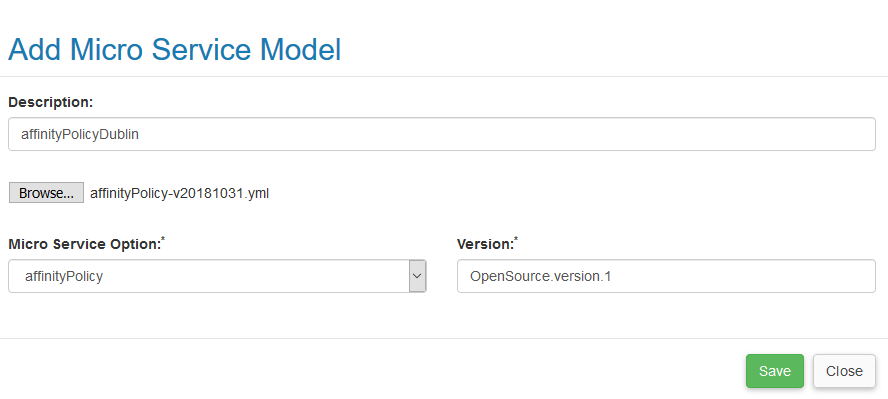 Add Micro Service Model
Description:
affinityPolicyDublin
Browse... affinityPolicy-v20181031.yml
Micro Service Option:* Version:*
affinityPolicy OpenSource.version.1
Save Close